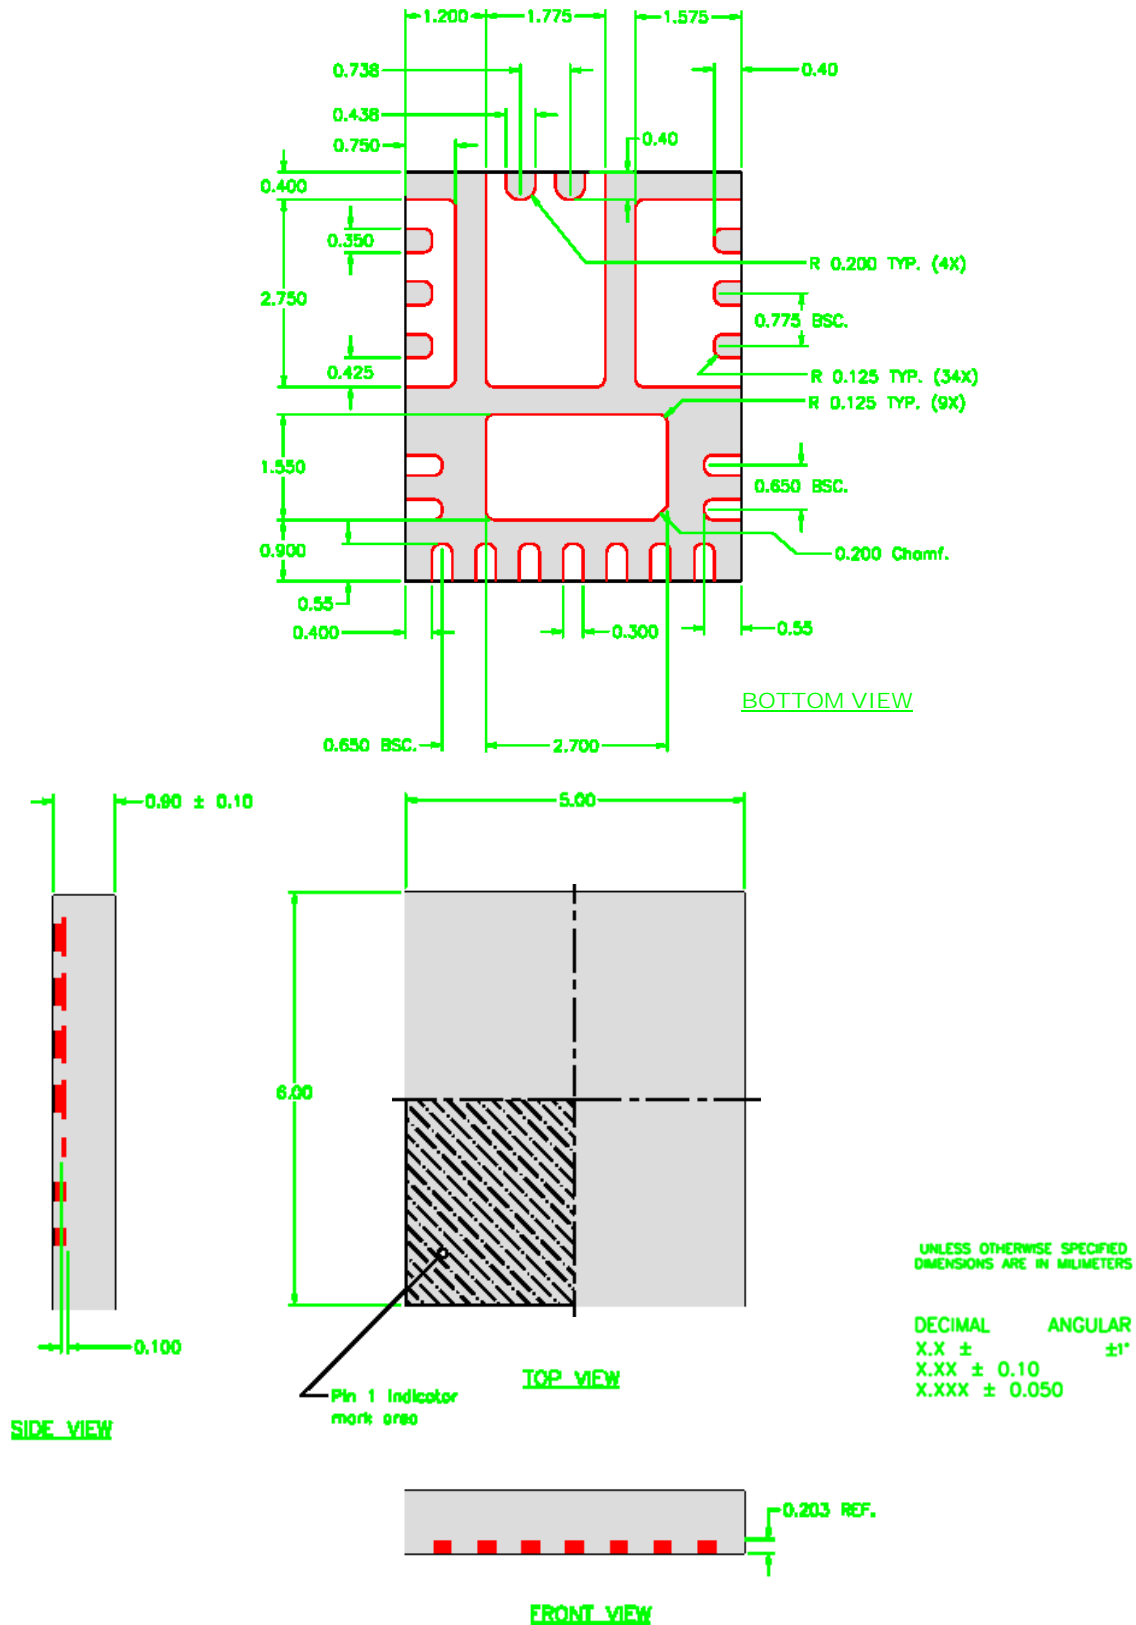 1.200 1.775 1.575
0.738 0.40
0.438
0.40
0.750
0.400
0.350
R 0.200 TYP. (4X)
2.750
0.775 BSC.
0.425 R 0.125 TYP. (34X)
R 0.125 TYP. (9X)
1.550
0.650 BSC.
0.900 0.200 Chamf.
0.55
0.400 0.300 0.55
BOTTOM VIEW
0.650 BSC. 2.700
0.90 ± 0.10 5.00
6.00
UNLESS OTHERWISE SPECIFIED
DIMENSIONS ARE IN MILIMETERS
DECIMAL ANGULAR
X.X ± ±1°
X.XX ± 0.10
X.XXX ± 0.050
0.100
TOP VIEW
Pin 1 Indicator
mark area
SIDE VIEW
0.203 REF.
FRONT VIEW